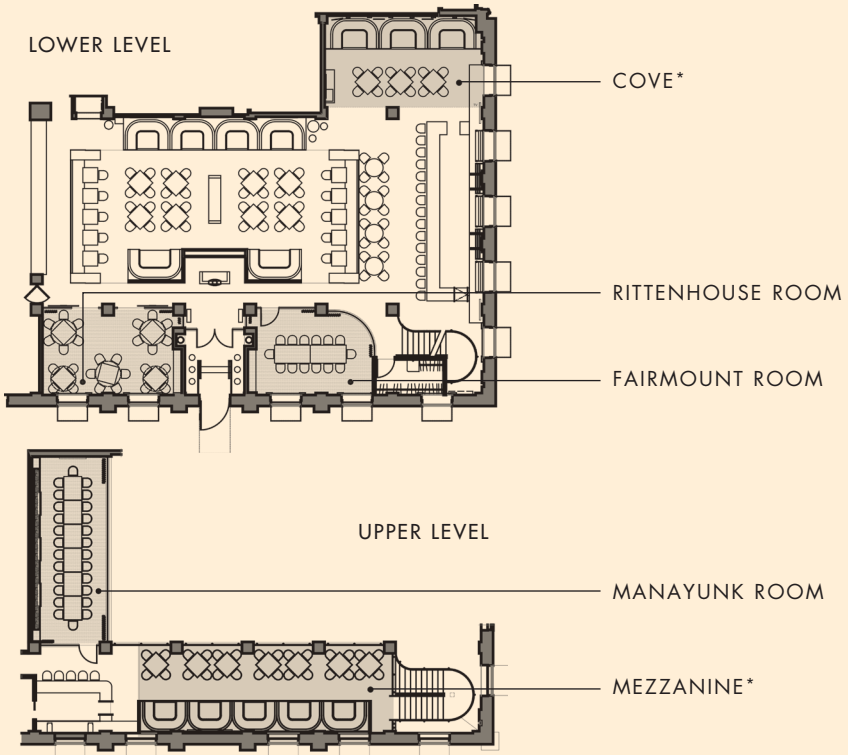 LOWER LEVEL
COVE*
RITTENHOUSE ROOM
FAIRMOUNT ROOM
UPPER LEVEL
MANAYUNK ROOM
MEZZANINE*